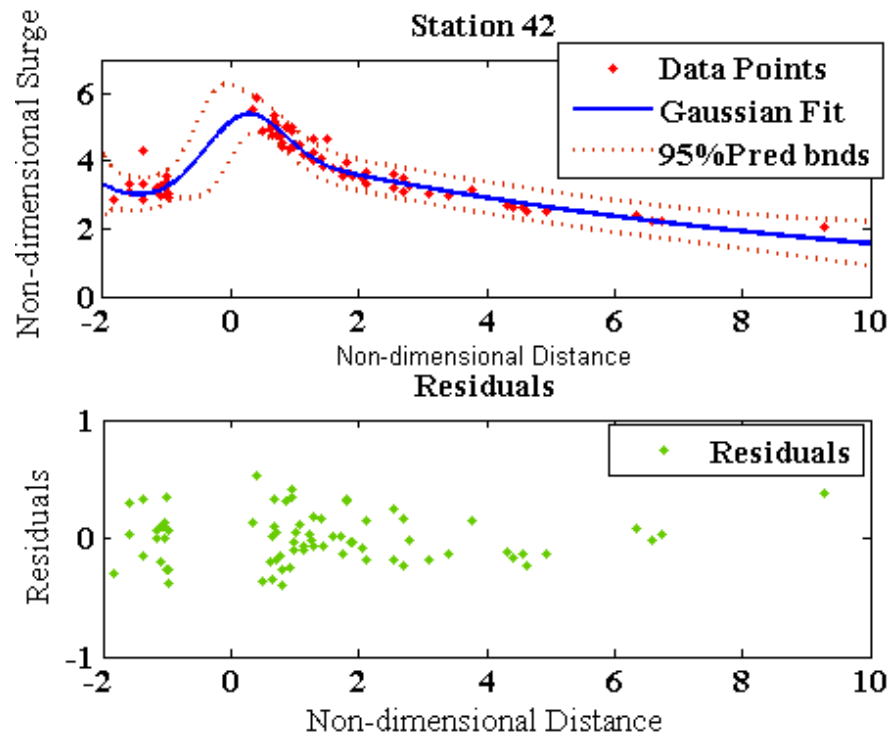 Station 42
Non-dimensional Surge
6
4
2
0
Data Points
Gaussian Fit
95%Pred bnds
-2 0 2 4 6 8 10
Non-dimensional Distance
Residuals
Residuals
1
0
-1
Residuals
-2 0 2 4 6 8 10
Non-dimensional Distance